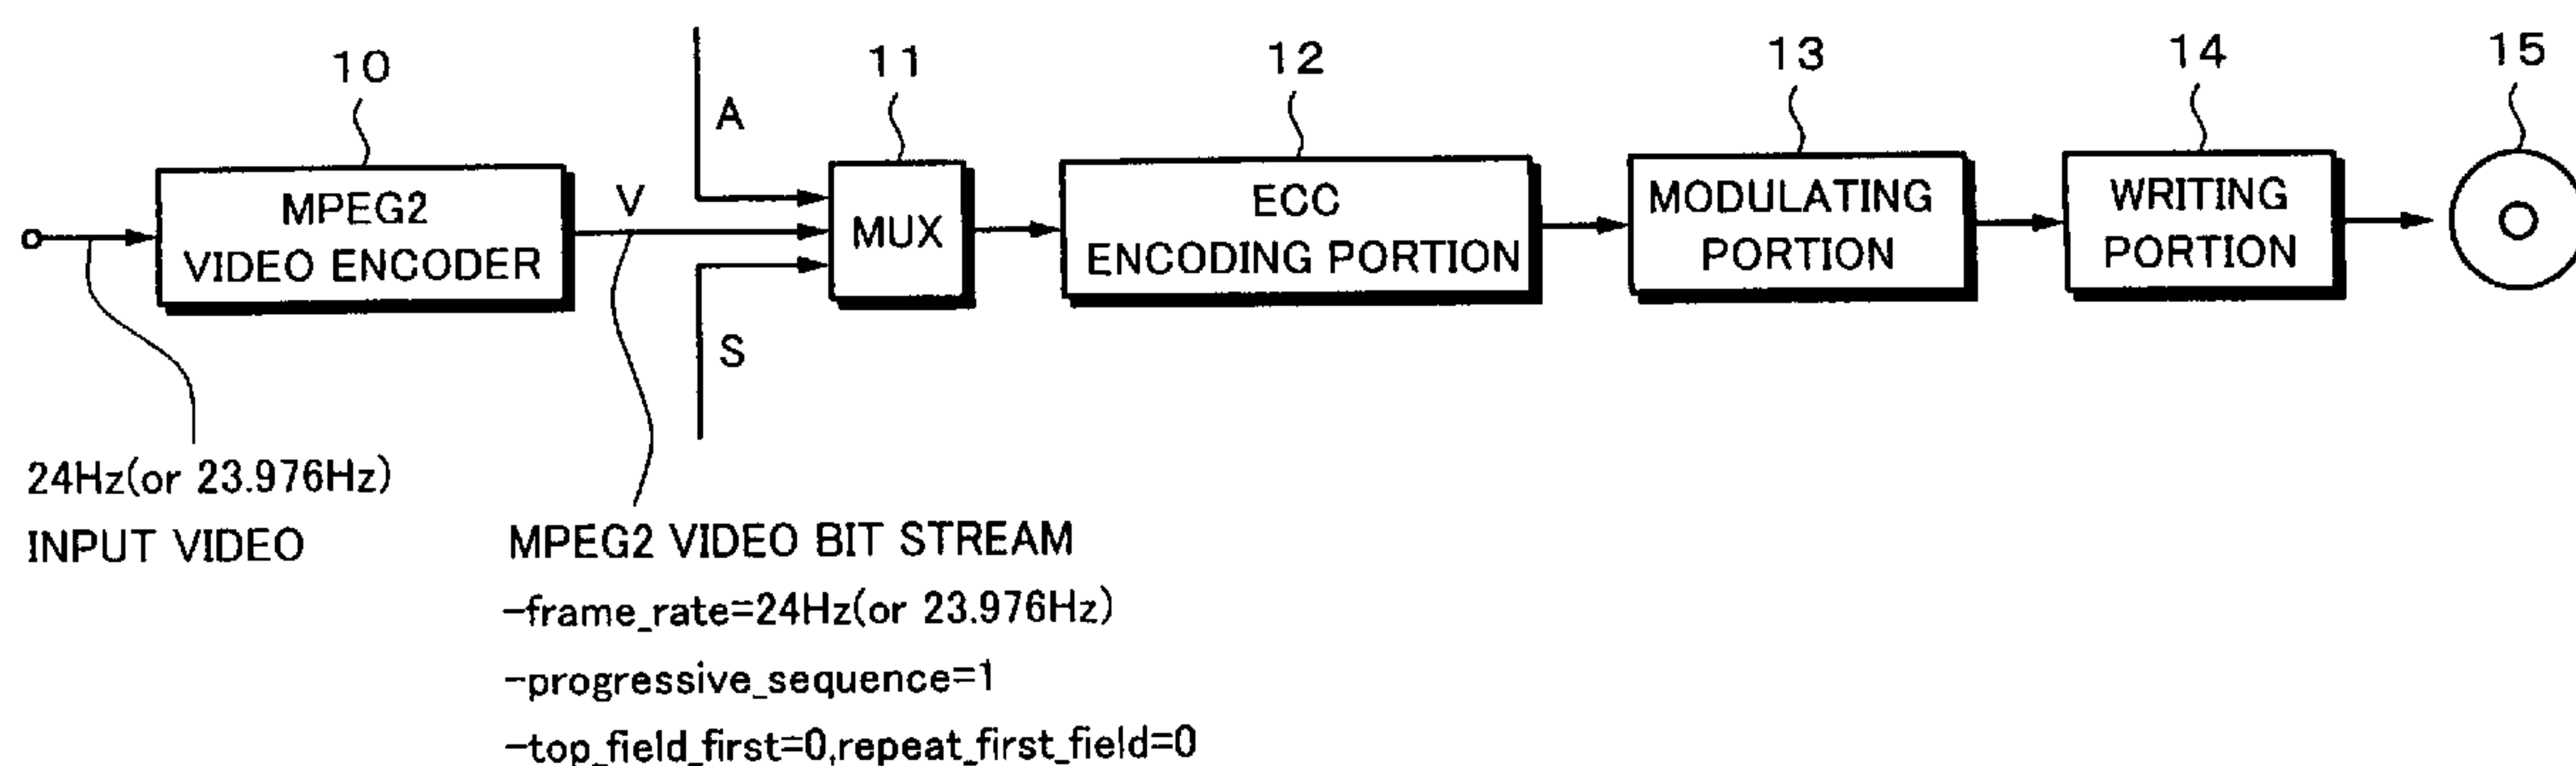 10
11
12
13
14
15
A
V
S
MPEG2
VIDEO ENCODER
MUX
ECC
ENCODING PORTION
MODULATING
PORTION
WRITING
PORTION
24Hz(or 23.976Hz)
INPUT VIDEO
MPEG2 VIDEO BIT STREAM
-frame_rate=24Hz(or 23.976Hz)
-progressive_sequence=1
-top_field_first=0,repeat_first_field=0